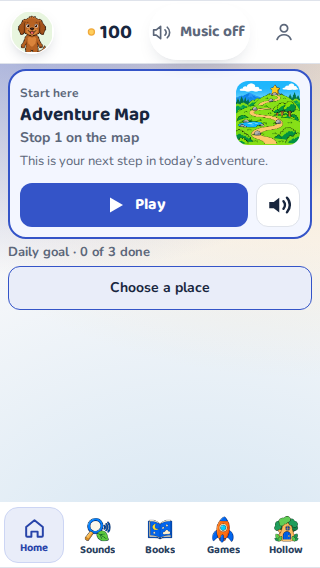 100
Music off
Start here
Adventure Map
Stop 1 on the map
This is your next step in today's adventure.
Play
Daily goal · 0 of 3 done
Choose a place
Home
Sounds
Books
Games
Hollow